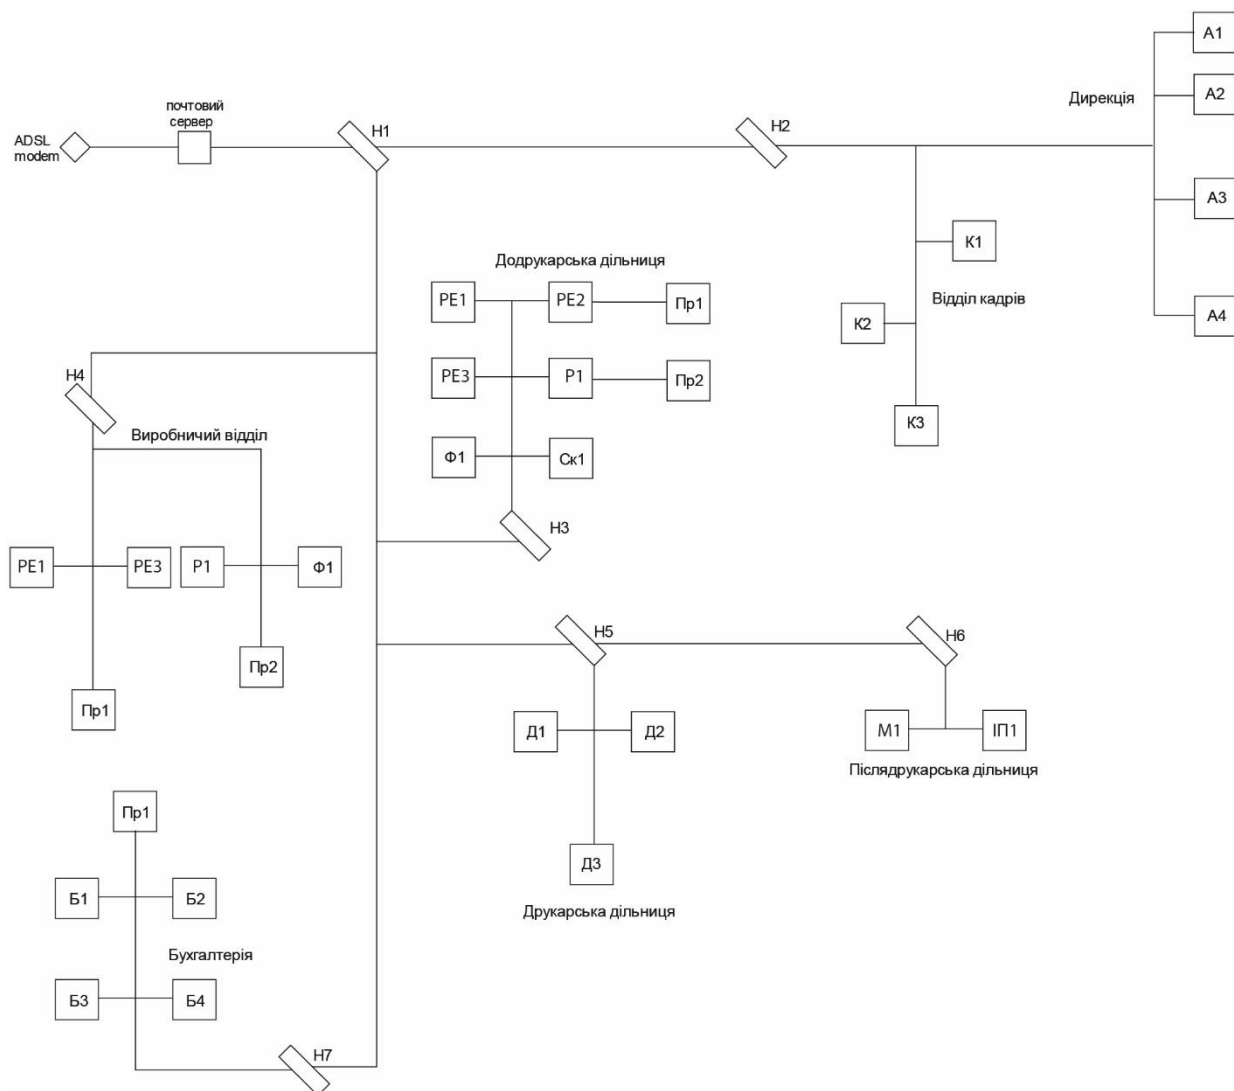 А1
Дирекція
А2
почтовий
сервер
ADSL
modem
Н1
Н2
А3
К1
Додрукарська дільниця
РЕ1
РЕ2
Пр1
Відділ кадрів
К2
А4
Н4
РЕ3
Р1
Пр2
К3
Виробничий відділ
Ф1
Ск1
Н3
РЕ1
РЕ3
Р1
Ф1
Н5
Н6
Пр2
Пр1
Д1
Д2
М1
ІП1
Післядрукарська дільниця
Пр1
Д3
Б1
Б2
Друкарська дільниця
Бухгалтерія
Б3
Б4
Н7